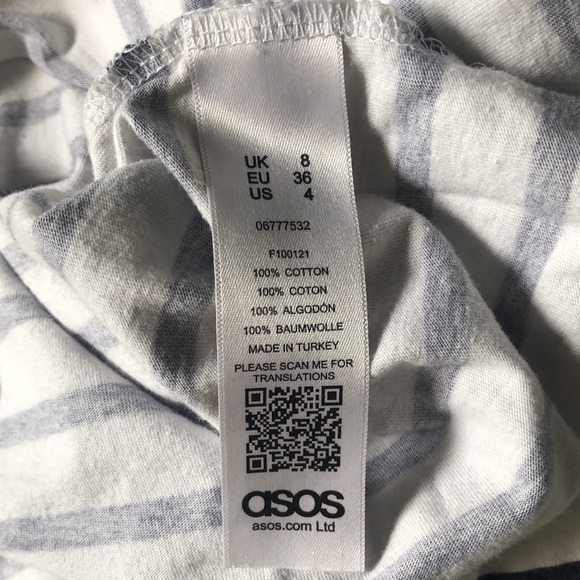 UK 8
EU 36
US 4
06777532
F100121
100% COTTON
100% COTON
100% ALGODÓN
100% BAUMWOLLE
MADE IN TURKEY
PLEASE SCAN ME FOR
TRANSLATIONS
asos
asos.com Ltd